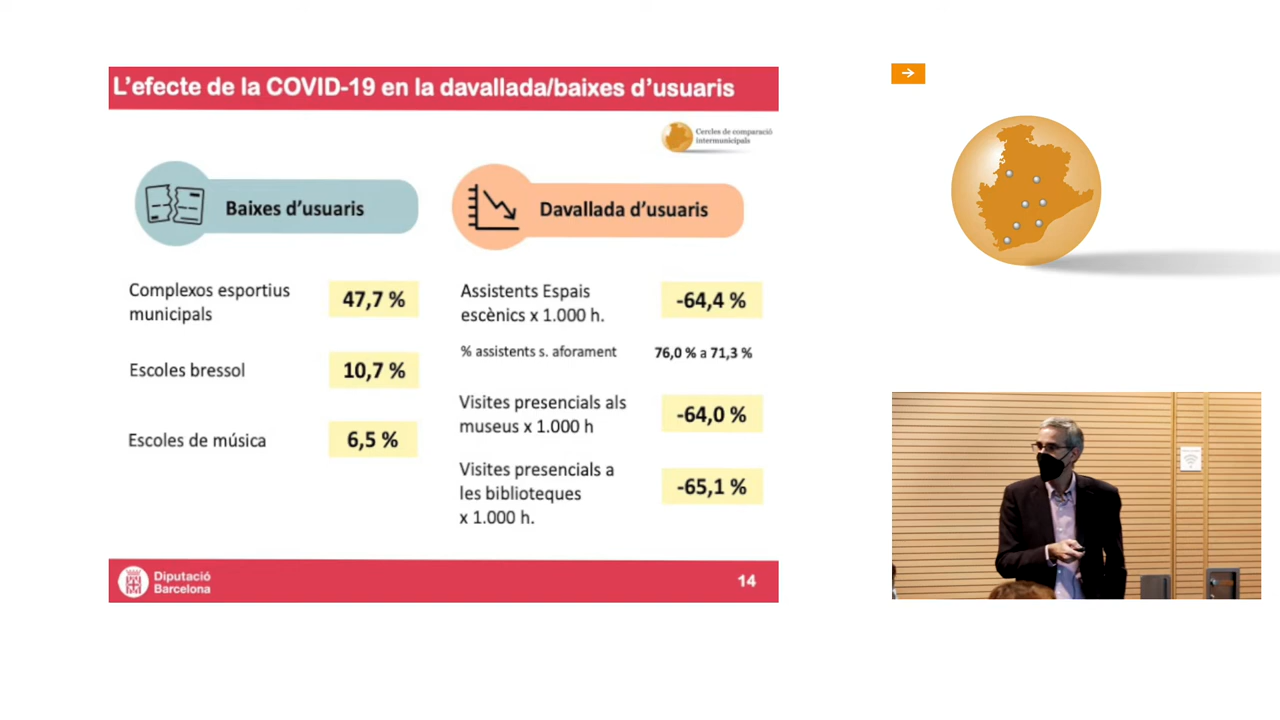 L'efecte de la COVID-19 en la davallada/baixes d'usuaris
Cercles de comparació
intermunicipals
Baixes d'usuaris
Complexos esportius
municipals
47,7 %
Escoles bressol
10,7 %
Escoles de música
6,5 %
Davallada d'usuaris
Assistents Espais
escènics x 1.000 h.
-64,4 %
% assistents s. aforament
76,0 % a 71,3 %
Visites presencials als
museus x 1.000 h
-64,0 %
Visites presencials a
les biblioteques
x 1.000 h.
-65,1 %
Diputació
Barcelona
14